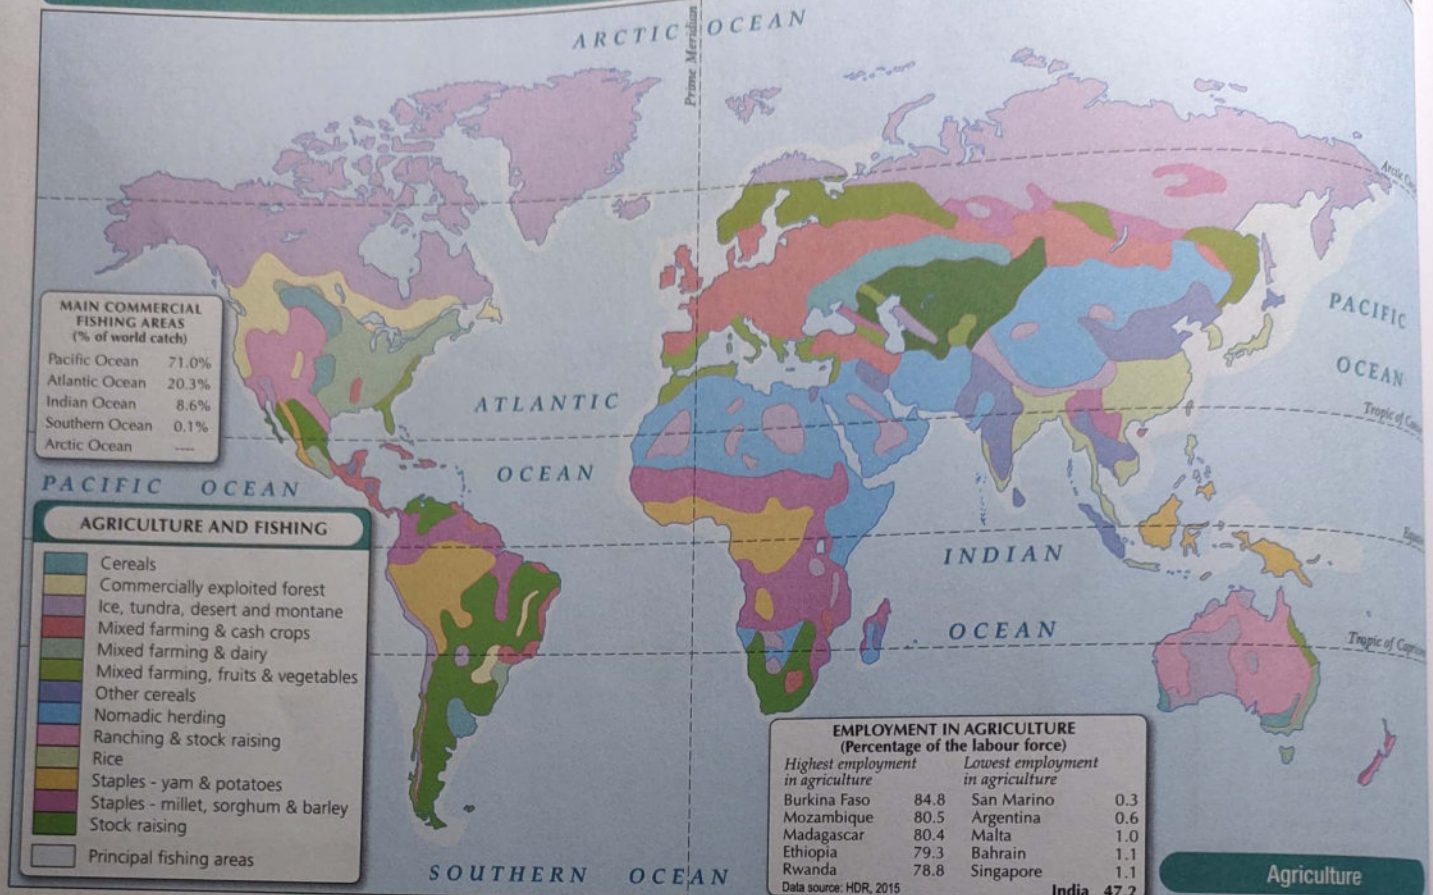 ARCTIC OCEAN
Prime Meridian
Arctic
MAIN COMMERCIAL
FISHING AREAS
(% of world catch)
Pacific Ocean 71.0%
Atlantic Ocean 20.3%
Indian Ocean 8.6%
Southern Ocean 0.1%
Arctic Ocean ----
PACIFIC
OCEAN
ATLANTIC
OCEAN
Tropic of
PACIFIC OCEAN
INDIAN
OCEAN
Tropic of
AGRICULTURE AND FISHING
Cereals
Commercially exploited forest
Ice, tundra, desert and montane
Mixed farming & cash crops
Mixed farming & dairy
Mixed farming, fruits & vegetables
Other cereals
Nomadic herding
Ranching & stock raising
Rice
Staples - yam & potatoes
Staples - millet, sorghum & barley
Stock raising
Principal fishing areas
EMPLOYMENT IN AGRICULTURE
(Percentage of the labour force)
Highest employment Lowest employment
in agriculture in agriculture
Burkina Faso 84.8 San Marino 0.3
Mozambique 80.5 Argentina 0.6
Madagascar 80.4 Malta 1.0
Ethiopia 79.3 Bahrain 1.1
Rwanda 78.8 Singapore 1.1
Data source: HDR, 2015 India 47.2
SOUTHERN OCEAN
Agriculture